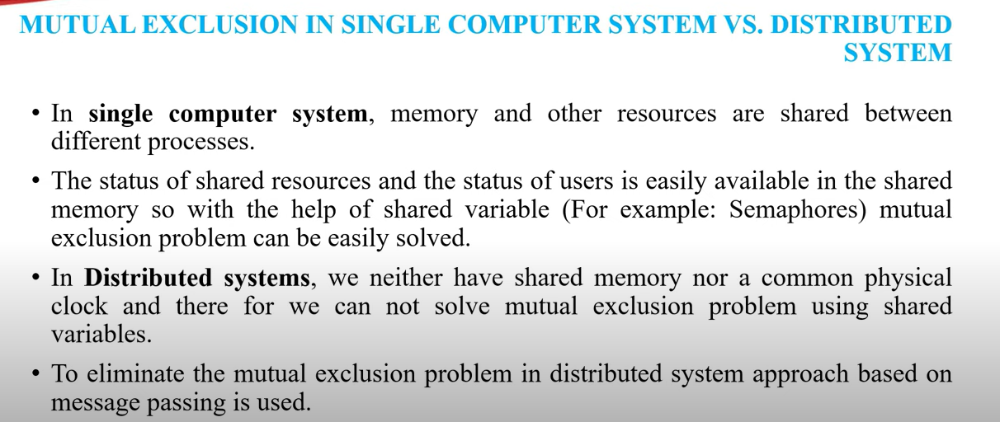 MUTUAL EXCLUSION IN SINGLE COMPUTER SYSTEM VS. DISTRIBUTED
SYSTEM
• In single computer system, memory and other resources are shared between
different processes.
• The status of shared resources and the status of users is easily available in the shared
memory so with the help of shared variable (For example: Semaphores) mutual
exclusion problem can be easily solved.
• In Distributed systems, we neither have shared memory nor a common physical
clock and there for we can not solve mutual exclusion problem using shared
variables.
• To eliminate the mutual exclusion problem in distributed system approach based on
message passing is used.